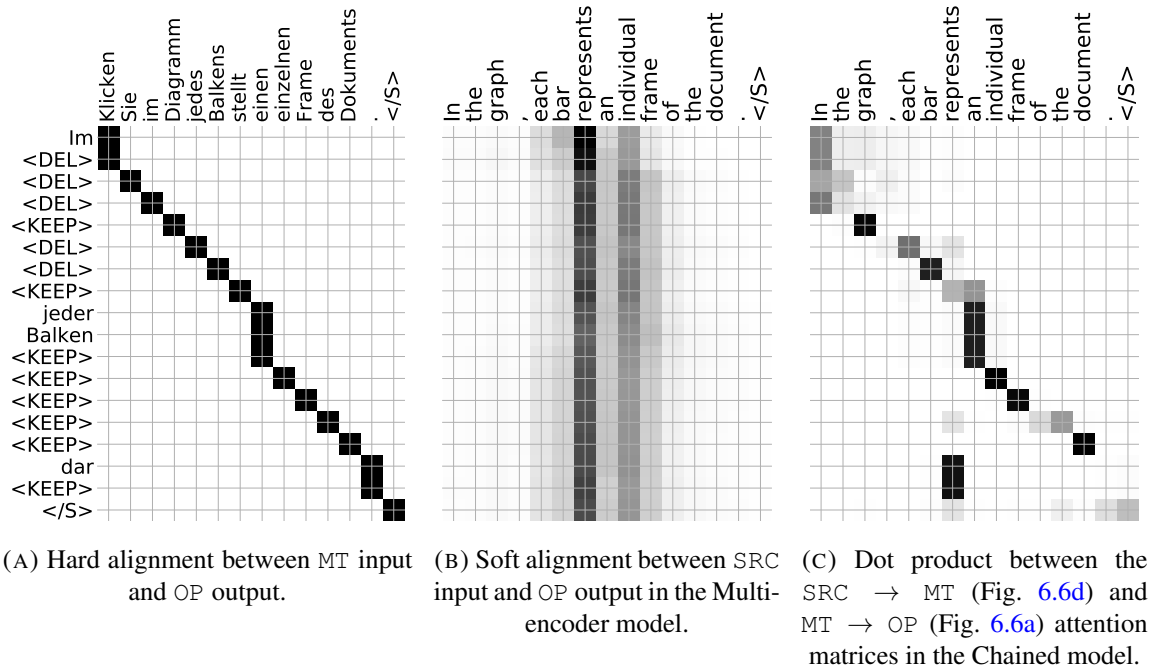 Klicken
Sie
im
Diagramm
jedes
Balkens
stellt
einen
einzelnen
Frame
des
Dokuments
.
</S>
In
the
graph
,
each
bar
represents
an
individual
frame
of
the
document
.
</S>
In
the
graph
,
each
bar
represents
an
individual
frame
of
the
document
.
</S>
Im
<DEL>
<DEL>
<DEL>
<KEEP>
<DEL>
<DEL>
<KEEP>
jeder
Balken
<KEEP>
<KEEP>
<KEEP>
<KEEP>
<KEEP>
dar
<KEEP>
</S>
(A) Hard alignment between MT input
and OP output.
(B) Soft alignment between SRC
input and OP output in the Multi-
encoder model.
(C) Dot product between the
SRC → MT (Fig. 6.6d) and
MT → OP (Fig. 6.6a) attention
matrices in the Chained model.